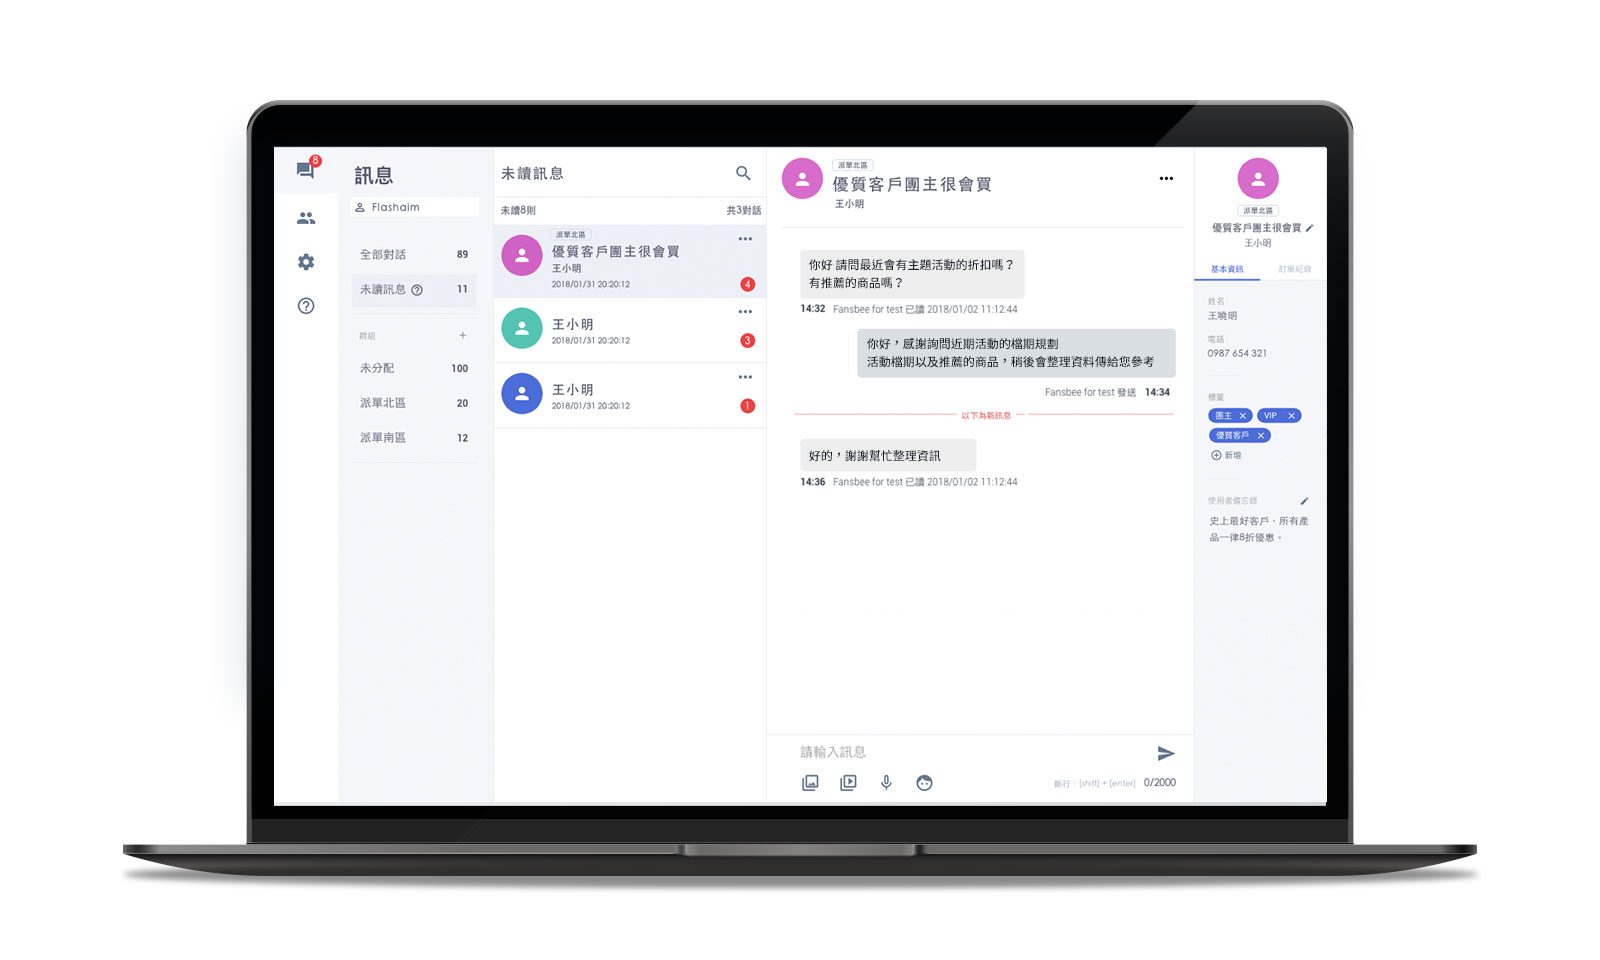 8
訊息
Flashaim
全部對話 89
未讀訊息 11
群組 +
未分配 100
派單北區 20
派單南區 12
未讀訊息
未讀8則 共3對話
派單北區
優質客戶團主很會買
王小明
2018/01/31 20:20:12
4
王小明
2018/01/31 20:20:12
3
王小明
2018/01/31 20:20:12
1
派單北區
優質客戶團主很會買
王小明
你好 請問最近會有主題活動的折扣嗎？
有推薦的商品嗎？
14:32 Fansbee for test 已讀 2018/01/02 11:12:44
你好，感謝詢問近期活動的檔期規劃
活動檔期以及推薦的商品，稍後會整理資料傳給您參考
Fansbee for test 發送 14:34
以下為新訊息
好的，謝謝幫忙整理資訊
14:36 Fansbee for test 已讀 2018/01/02 11:12:44
請輸入訊息
斷行：[shift] + [enter] 0/2000
派單北區
優質客戶團主很會買
王小明
基本資訊 訂單紀錄
姓名
王曉明
電話
0987 654 321
標籤
團主 × VIP ×
優質客戶 ×
新增
使用者備忘錄
史上最好客戶，所有產
品一律8折優惠。